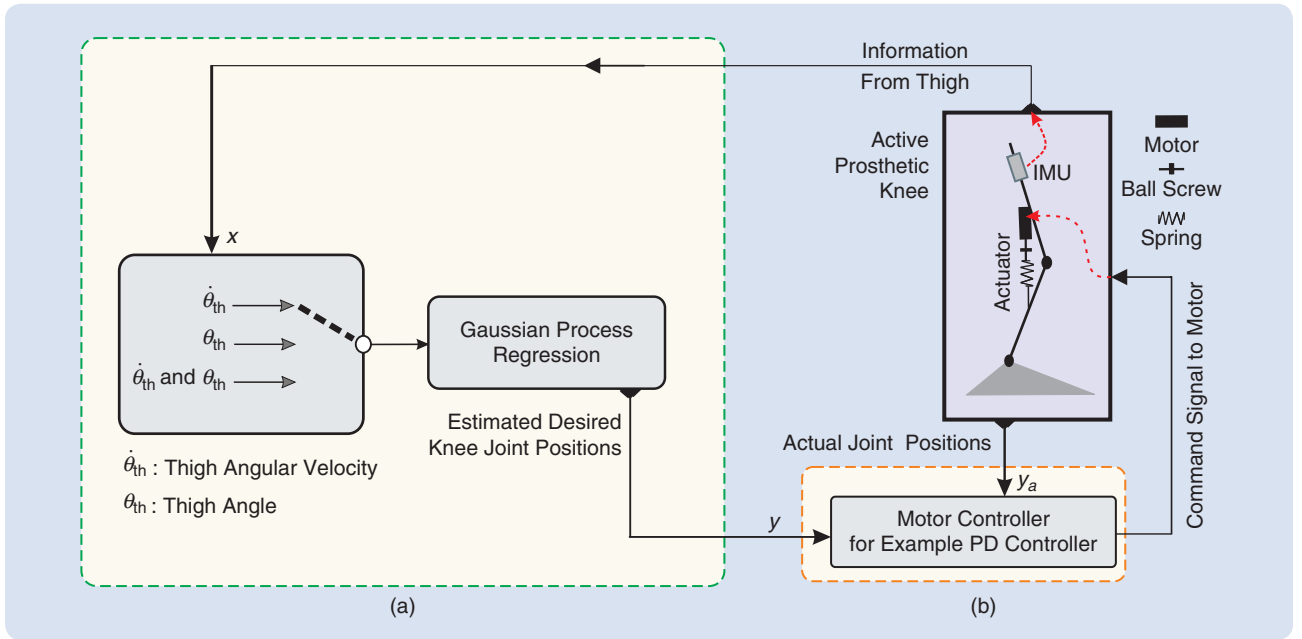 Information
From Thigh
Active
Prosthetic
Knee
IMU
Actuator
Motor
Ball Screw
Spring
x
θ̇th
θth
θ̇th and θth
Gaussian Process
Regression
Estimated Desired
Knee Joint Positions
θ̇th : Thigh Angular Velocity
θth : Thigh Angle
Actual Joint Positions
ya
y
Motor Controller
for Example PD Controller
Command Signal to Motor
(a)
(b)